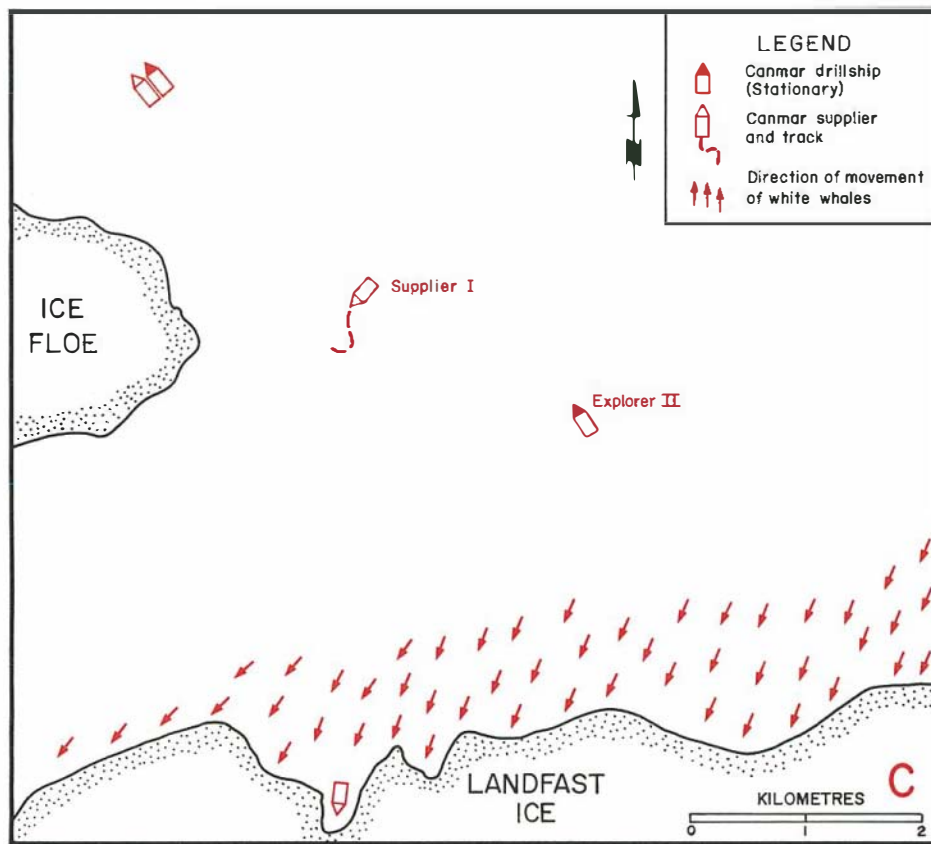 LEGEND
Canmar drillship
(Stationary)
Canmar supplier
and track
Direction of movement
of white whales
ICE
FLOE
Supplier I
Explorer II
LANDFAST
ICE
C
KILOMETRES
0 1 2